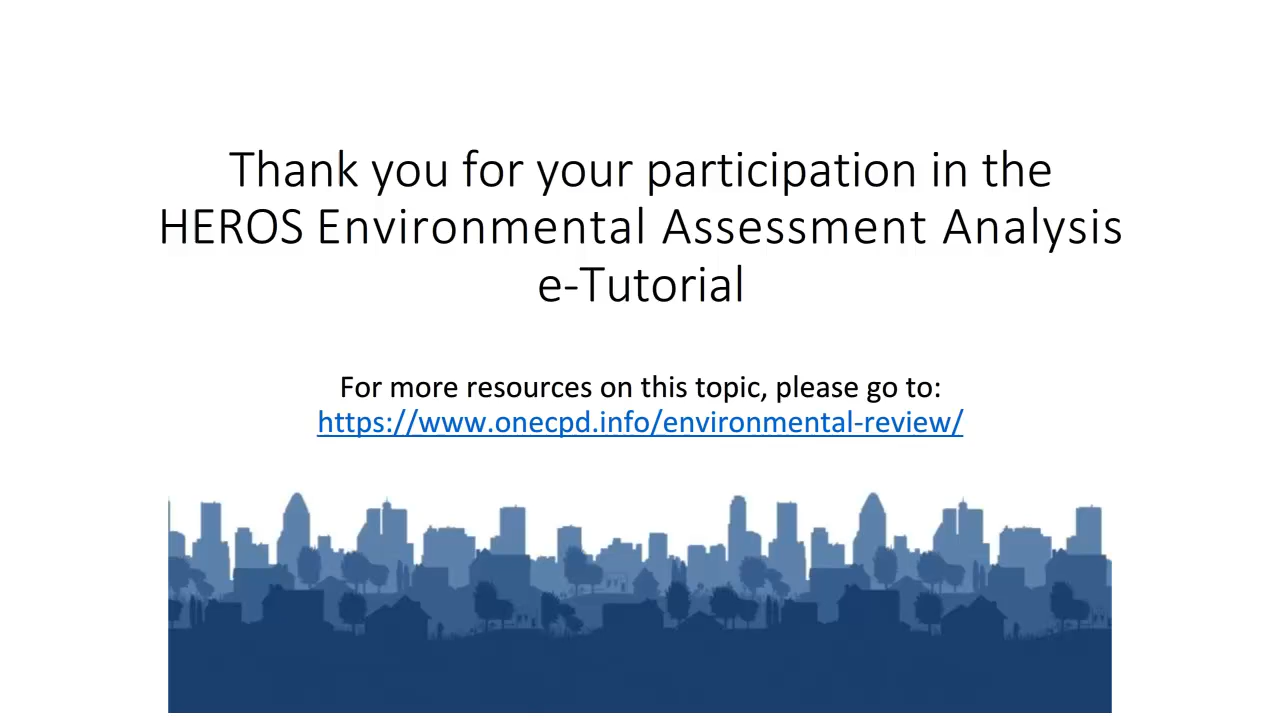 Thank you for your participation in the
HEROS Environmental Assessment Analysis
e-Tutorial
For more resources on this topic, please go to:
https://www.onecpd.info/environmental-review/